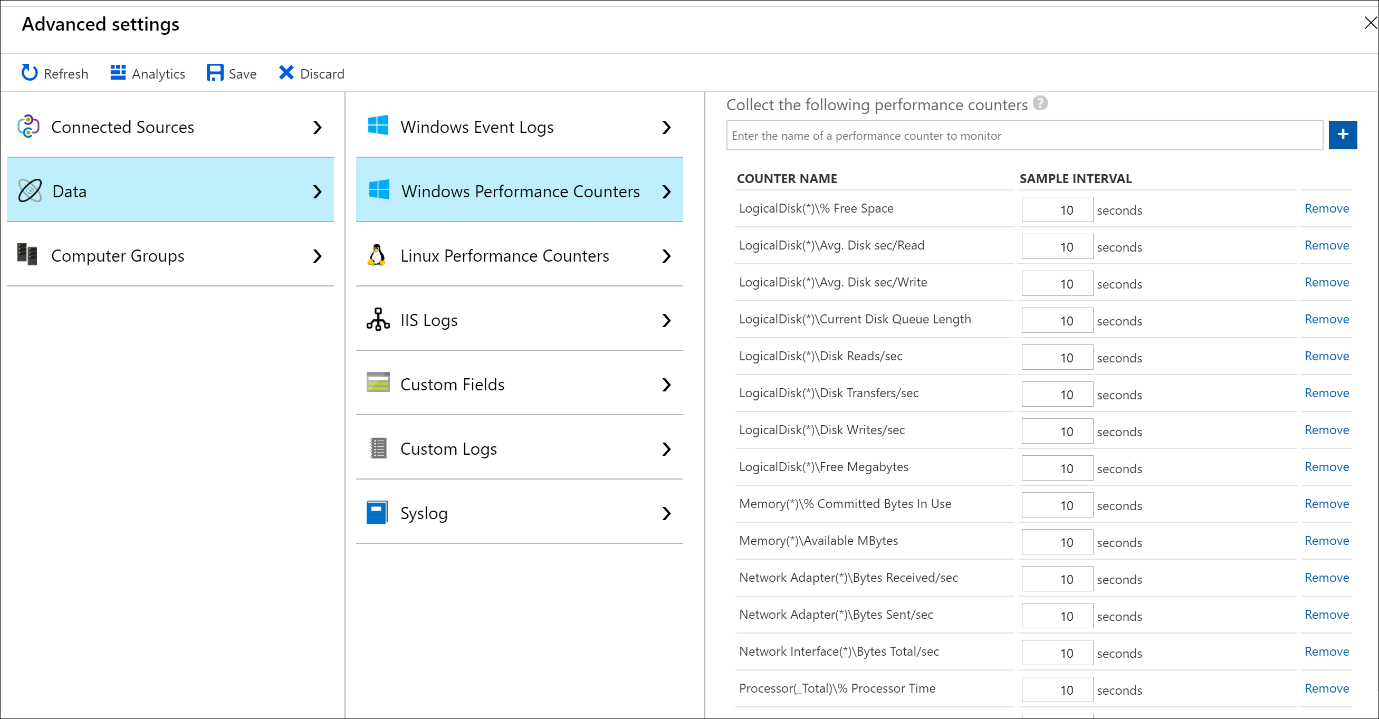 Advanced settings
Refresh Analytics Save Discard
Connected Sources
Data
Computer Groups
Windows Event Logs
Windows Performance Counters
Linux Performance Counters
IIS Logs
Custom Fields
Custom Logs
Syslog
Collect the following performance counters ?
Enter the name of a performance counter to monitor +
COUNTER NAME SAMPLE INTERVAL
LogicalDisk(*)\% Free Space 10 seconds Remove
LogicalDisk(*)\Avg. Disk sec/Read 10 seconds Remove
LogicalDisk(*)\Avg. Disk sec/Write 10 seconds Remove
LogicalDisk(*)\Current Disk Queue Length 10 seconds Remove
LogicalDisk(*)\Disk Reads/sec 10 seconds Remove
LogicalDisk(*)\Disk Transfers/sec 10 seconds Remove
LogicalDisk(*)\Disk Writes/sec 10 seconds Remove
LogicalDisk(*)\Free Megabytes 10 seconds Remove
Memory(*)\% Committed Bytes In Use 10 seconds Remove
Memory(*)\Available MBytes 10 seconds Remove
Network Adapter(*)\Bytes Received/sec 10 seconds Remove
Network Adapter(*)\Bytes Sent/sec 10 seconds Remove
Network Interface(*)\Bytes Total/sec 10 seconds Remove
Processor(_Total)\% Processor Time 10 seconds Remove